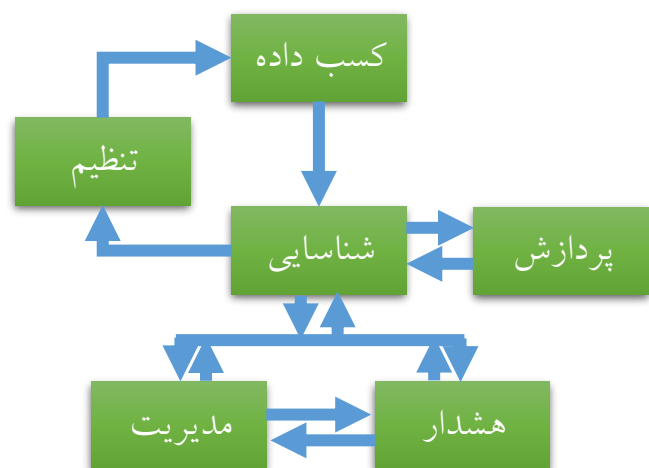 کسب داده
تنظیم
شناسایی
پردازش
هشدار
مدیریت